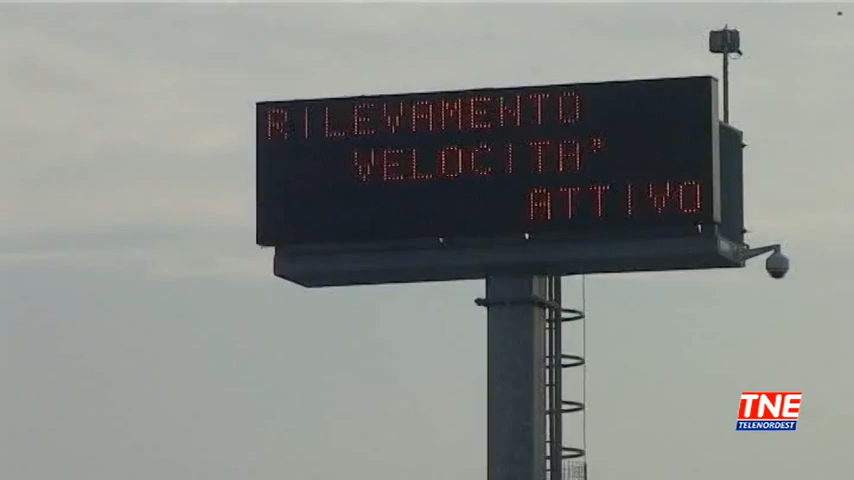 RILEVAMENTO
VELOCITA'
ATTIVO
TNE
TELENORDEST